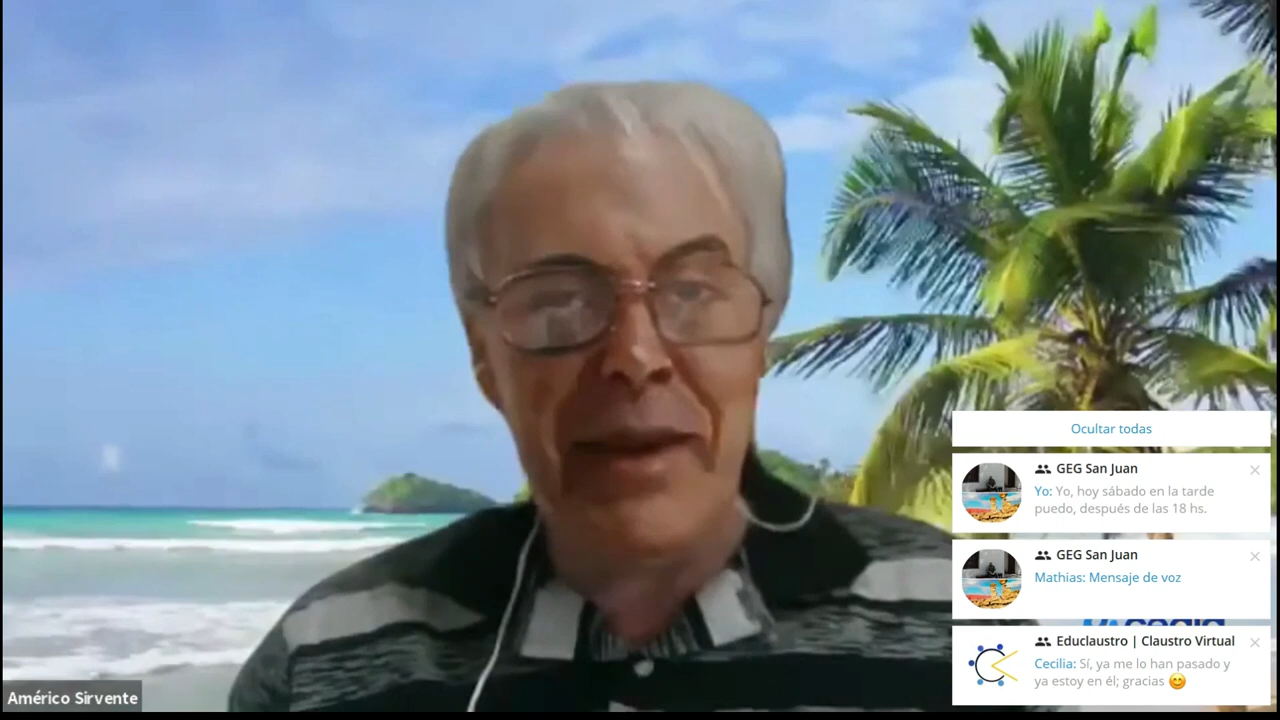 Ocultar todas
GEG San Juan
Yo: Yo, hoy sábado en la tarde
puedo, después de las 18 hs.
GEG San Juan
Mathias: Mensaje de voz
Educlaustro | Claustro Virtual
Cecilia: Sí, ya me lo han pasado y
ya estoy en él; gracias 😊
Américo Sirvente